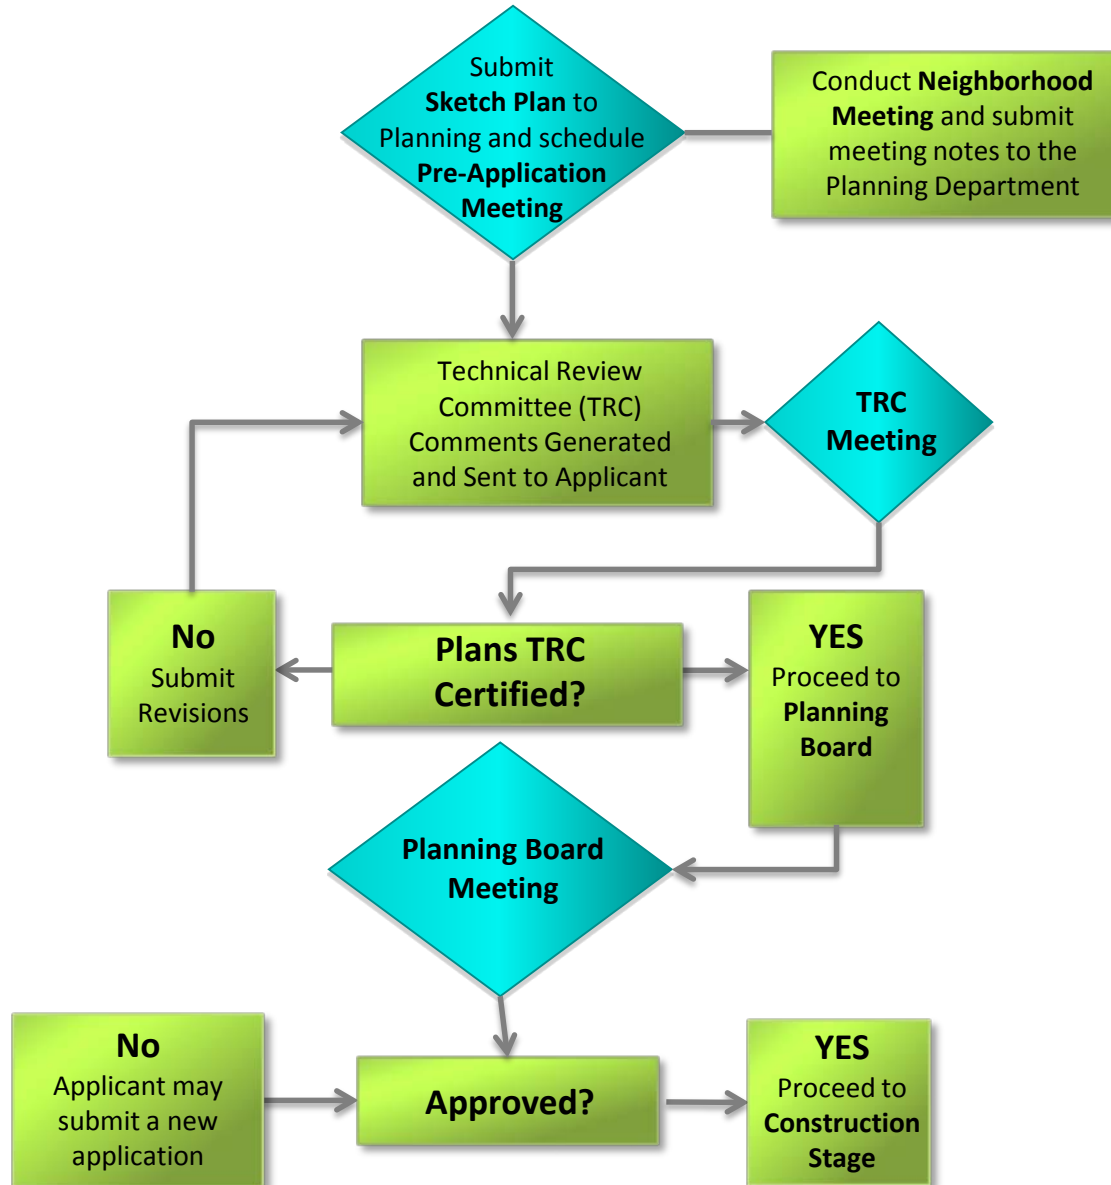 Submit
Sketch Plan to
Planning and schedule
Pre-Application
Meeting
Conduct Neighborhood
Meeting and submit
meeting notes to the
Planning Department
Technical Review
Committee (TRC)
Comments Generated
and Sent to Applicant
TRC
Meeting
No
Submit
Revisions
Plans TRC
Certified?
YES
Proceed to
Planning
Board
Planning Board
Meeting
No
Applicant may
submit a new
application
Approved?
YES
Proceed to
Construction
Stage